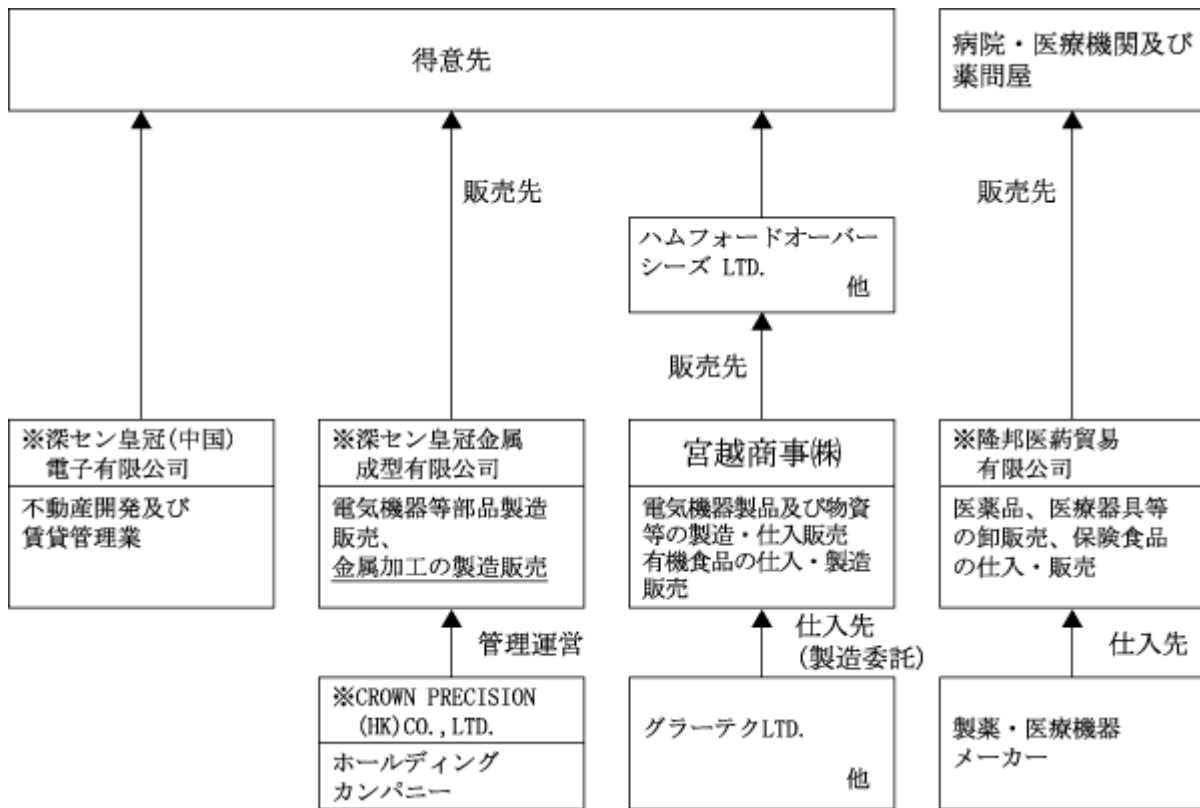 得意先
病院・医療機関及び
薬問屋
販売先
販売先
ハムフォードオーバー
シーズ LTD.
他
販売先
※深セン皇冠(中国)
電子有限公司
不動産開発及び
賃貸管理業
※深セン皇冠金属
成型有限公司
電気機器等部品製造
販売、
金属加工の製造販売
宮越商事㈱
電気機器製品及び物資
等の製造・仕入販売
有機食品の仕入・製造
販売
※隆邦医葯貿易
有限公司
医薬品、医療器具等
の卸販売、保険食品
の仕入・販売
管理運営
仕入先
(製造委託)
仕入先
※CROWN PRECISION
(HK)CO.,LTD.
ホールディング
カンパニー
グラーテクLTD.
他
製薬・医療機器
メーカー